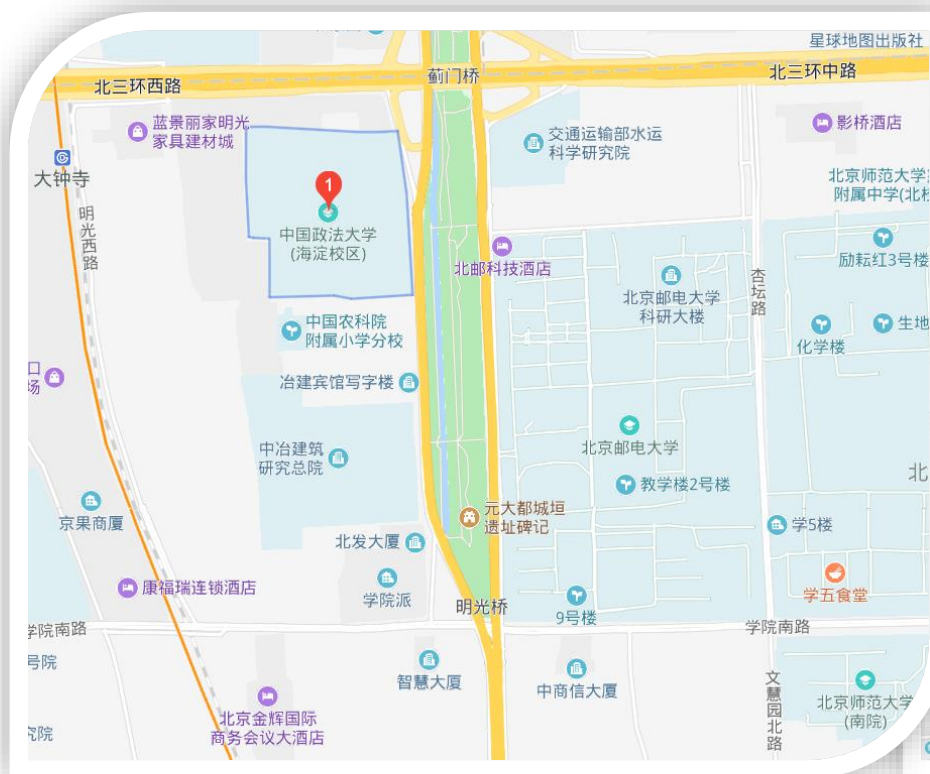 星球地图出版社
蓟门桥
北三环中路
北三环西路
蓝景丽家明光
家具建材城
影桥酒店
交通运输部水运
科学研究院
大钟寺
1
北京师范大学
附属中学(北校
明光西路
中国政法大学
(海淀校区)
北邮科技酒店
励耘红3号楼
北京邮电大学
科研大楼
杏坛路
中国农科院
附属小学分校
化学楼
生地
口
场
冶建宾馆写字楼
中冶建筑
研究总院
北京邮电大学
北
教学楼2号楼
京果商厦
元大都城垣
遗址碑记
学5楼
北发大厦
康福瑞连锁酒店
学院派
学五食堂
明光桥
9号楼
学院南路
学院南路
号院
智慧大厦
中商信大厦
文慧园北路
北京师范大学
(南院)
北京金辉国际
商务会议大酒店
究院